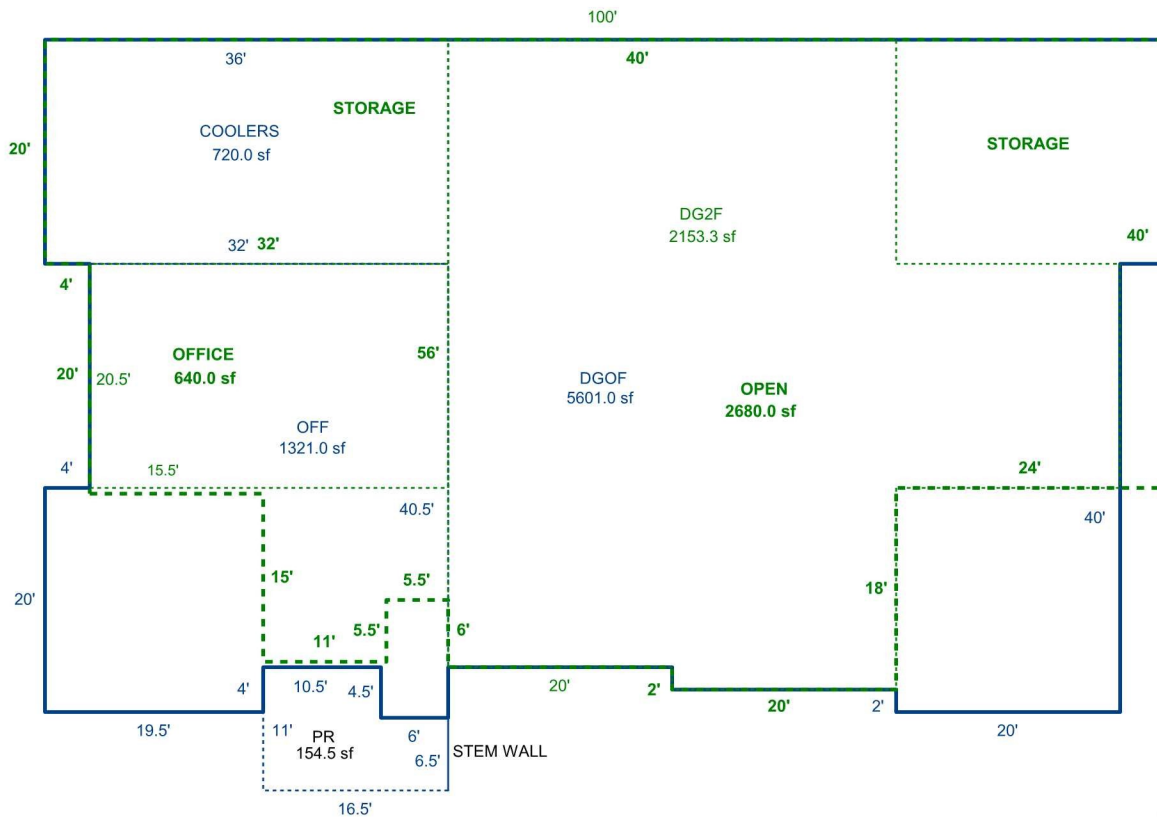 100'
36'
40'
STORAGE
COOLERS
720.0 sf
20'
STORAGE
DG2F
2153.3 sf
32' 32'
40'
4'
OFFICE
640.0 sf
56'
20'
20.5'
DGOF
5601.0 sf
OPEN
2680.0 sf
OFF
1321.0 sf
4'
15.5'
24'
40.5'
40'
15'
5.5'
18'
20'
5.5'
6'
11'
4'
10.5'
4.5'
20'
2'
20'
2'
19.5'
11'
PR
154.5 sf
6'
6.5'
STEM WALL
20'
16.5'